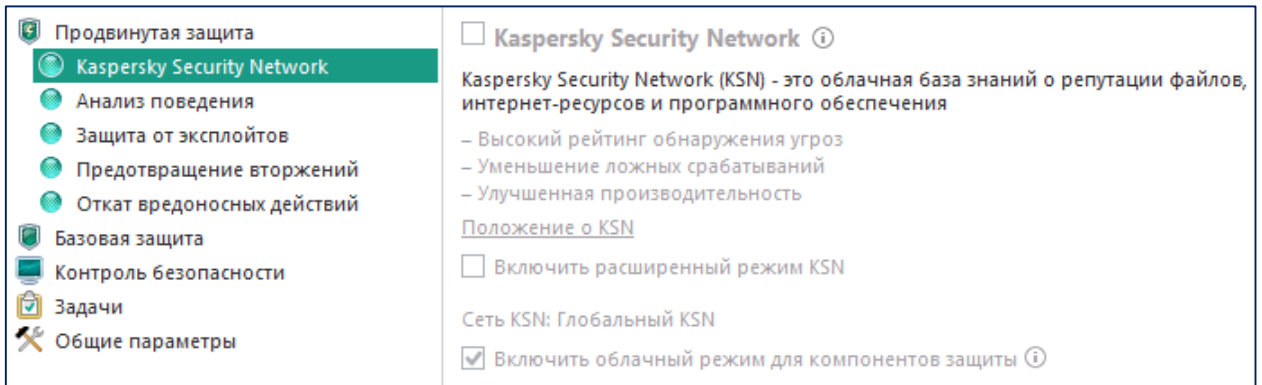 Продвинутая защита
Kaspersky Security Network
Анализ поведения
Защита от эксплойтов
Предотвращение вторжений
Откат вредоносных действий
Базовая защита
Контроль безопасности
Задачи
Общие параметры
Kaspersky Security Network
Kaspersky Security Network (KSN) - это облачная база знаний о репутации файлов,
интернет-ресурсов и программного обеспечения
– Высокий рейтинг обнаружения угроз
– Уменьшение ложных срабатываний
– Улучшенная производительность
Положение о KSN
Включить расширенный режим KSN
Сеть KSN: Глобальный KSN
Включить облачный режим для компонентов защиты